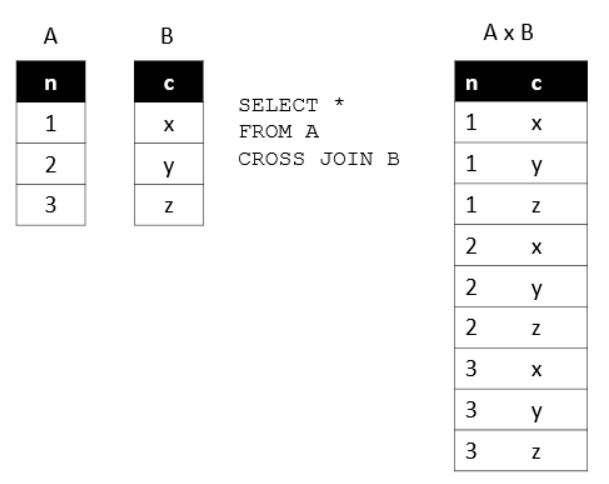 A B A x B
n c n c
1 x SELECT * 1 x
FROM A
2 y CROSS JOIN B 1 y
3 z 1 z
2 x
2 y
2 z
3 x
3 y
3 z